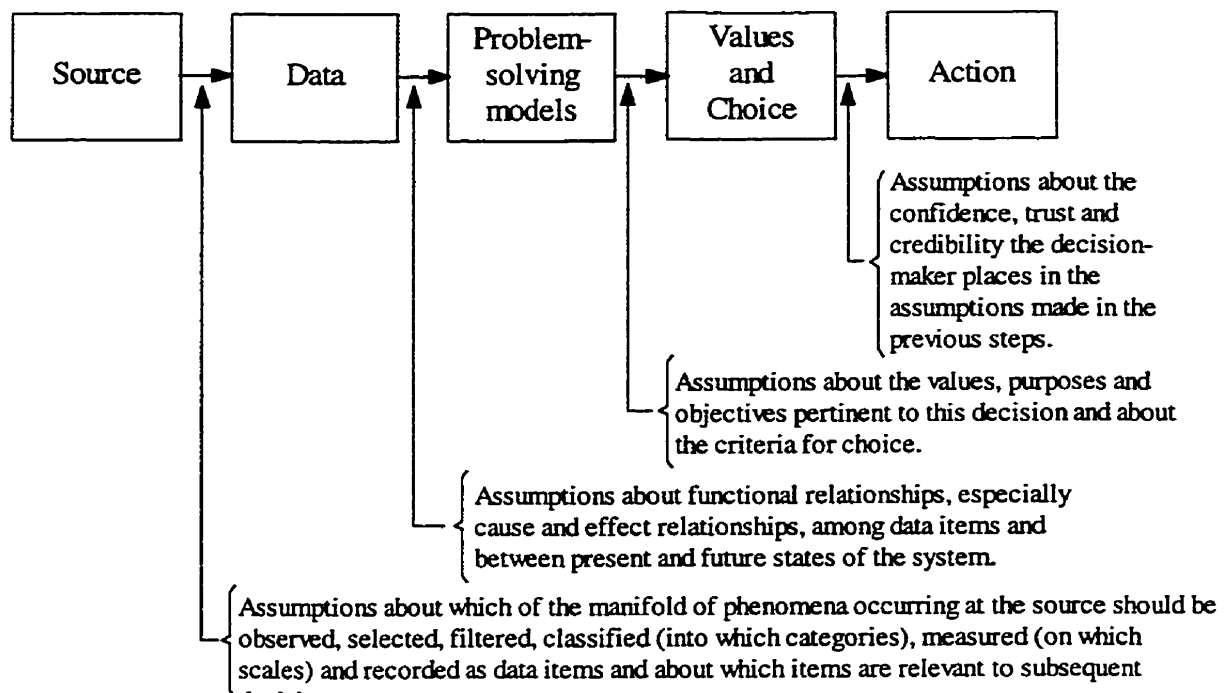 Source
Data
Problem-
solving
models
Values
and
Choice
Action
Assumptions about the
confidence, trust and
credibility the decision-
maker places in the
assumptions made in the
previous steps.
Assumptions about the values, purposes and
objectives pertinent to this decision and about
the criteria for choice.
Assumptions about functional relationships, especially
cause and effect relationships, among data items and
between present and future states of the system.
Assumptions about which of the manifold of phenomena occurring at the source should be
observed, selected, filtered, classified (into which categories), measured (on which
scales) and recorded as data items and about which items are relevant to subsequent